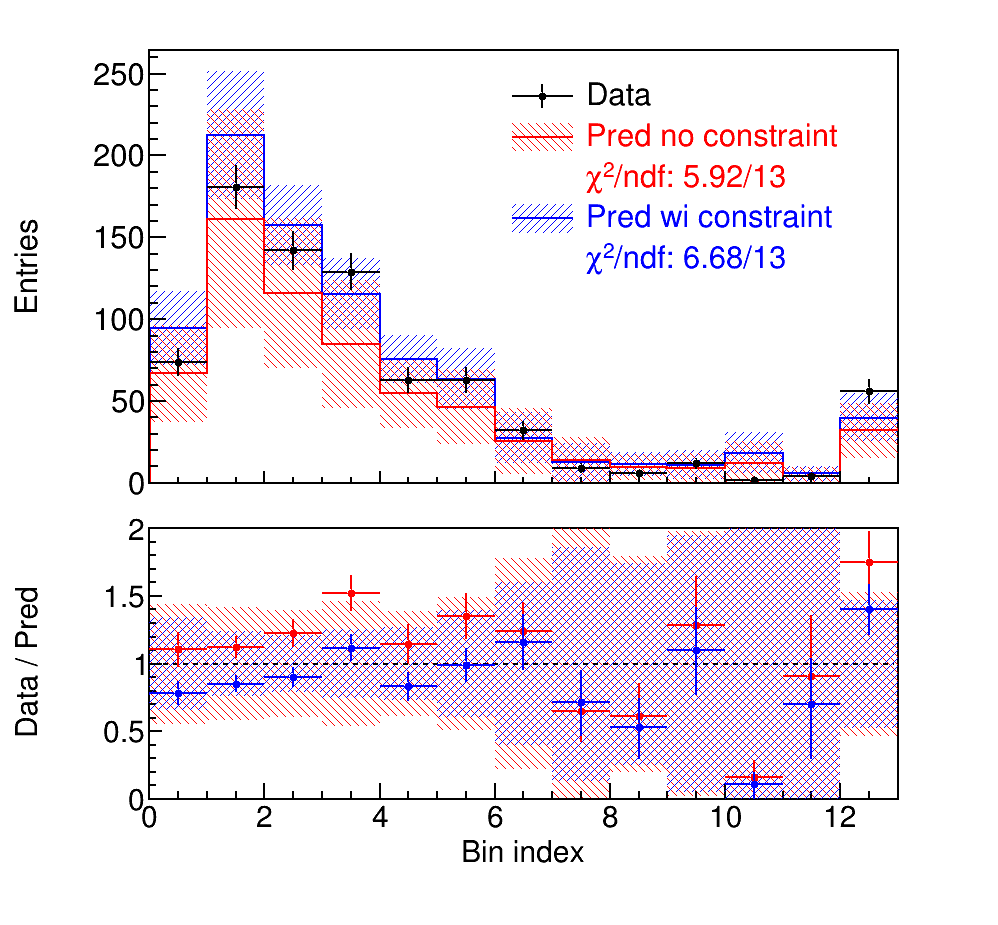 250
200
150
100
50
0
Entries
Data
Pred no constraint
χ²/ndf: 5.92/13
Pred wi constraint
χ²/ndf: 6.68/13
2
1.5
1
0.5
0
Data / Pred
0 2 4 6 8 10 12
Bin index